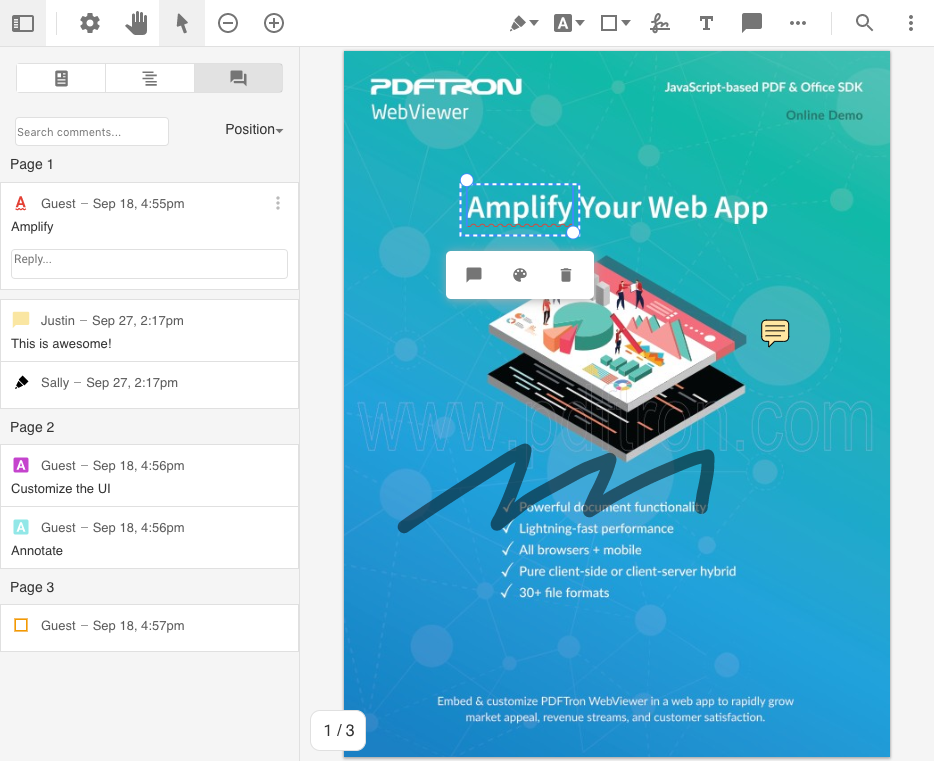 Search comments...
Position
Page 1
Guest – Sep 18, 4:55pm
Amplify
Reply...
Justin – Sep 27, 2:17pm
This is awesome!
Sally – Sep 27, 2:17pm
Page 2
A Guest – Sep 18, 4:56pm
Customize the UI
A Guest – Sep 18, 4:56pm
Annotate
Page 3
Guest – Sep 18, 4:57pm
PDFTRON
WebViewer
JavaScript-based PDF & Office SDK
Online Demo
Amplify Your Web App
www.pdftron.com
✓ Powerful document functionality
✓ Lightning-fast performance
✓ All browsers + mobile
✓ Pure client-side or client-server hybrid
✓ 30+ file formats
Embed & customize PDFTron WebViewer in a web app to rapidly grow
market appeal, revenue streams, and customer satisfaction.
1 / 3